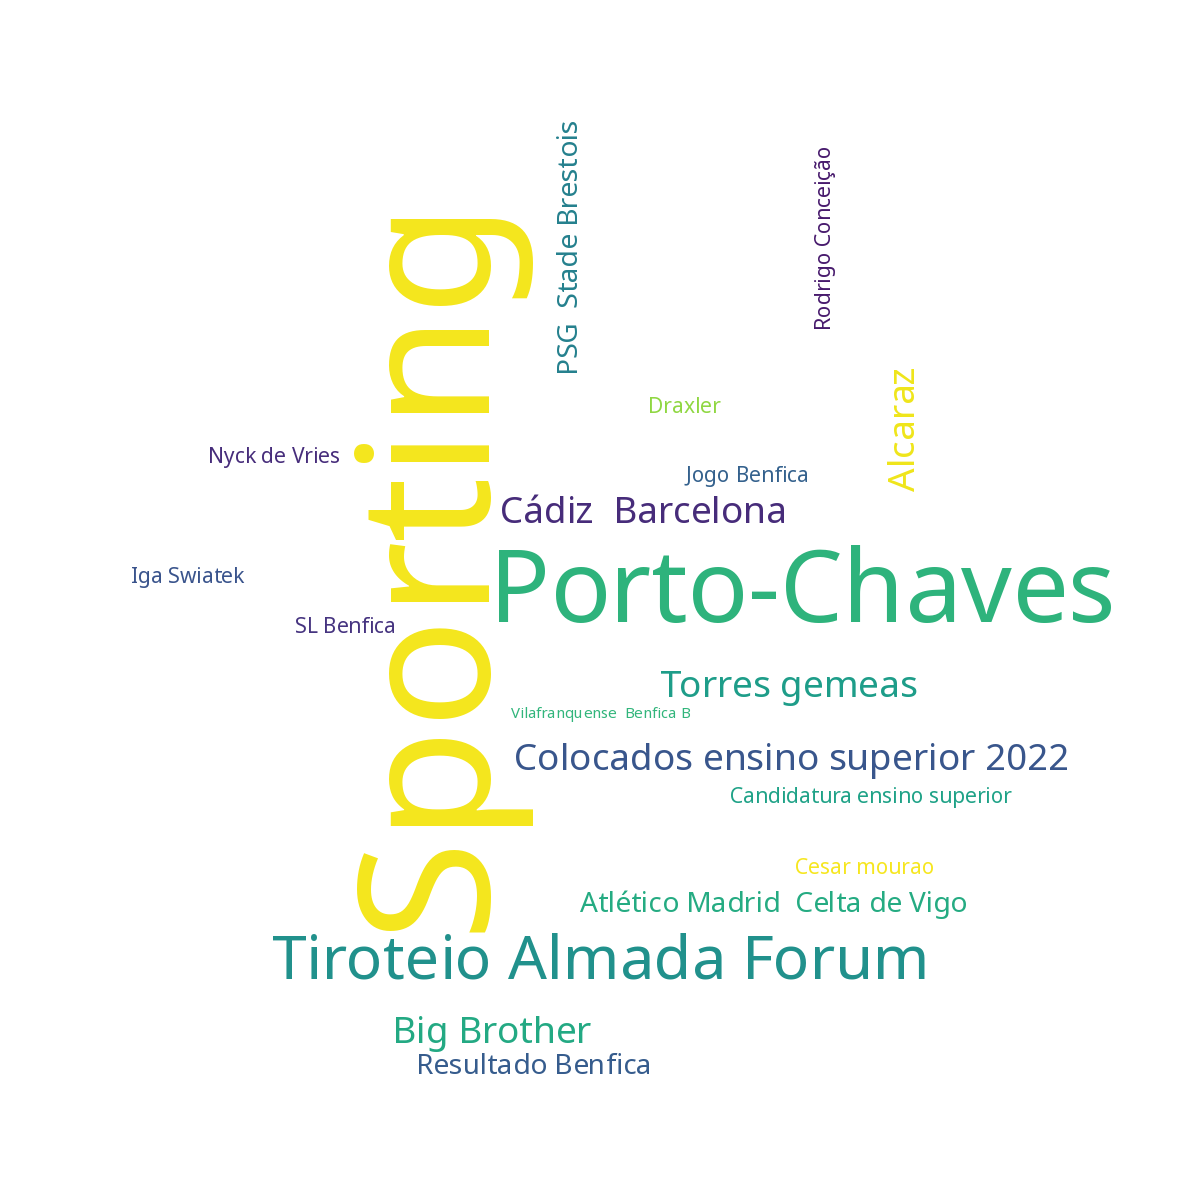 PSG  Stade Brestois
Rodrigo Conceição
Sporting
Alcaraz
Draxler
Nyck de Vries
Jogo Benfica
Cádiz  Barcelona
Iga Swiatek
Porto-Chaves
SL Benfica
Torres gemeas
Vilafranquense  Benfica B
Colocados ensino superior 2022
Candidatura ensino superior
Cesar mourao
Atlético Madrid  Celta de Vigo
Tiroteio Almada Forum
Big Brother
Resultado Benfica